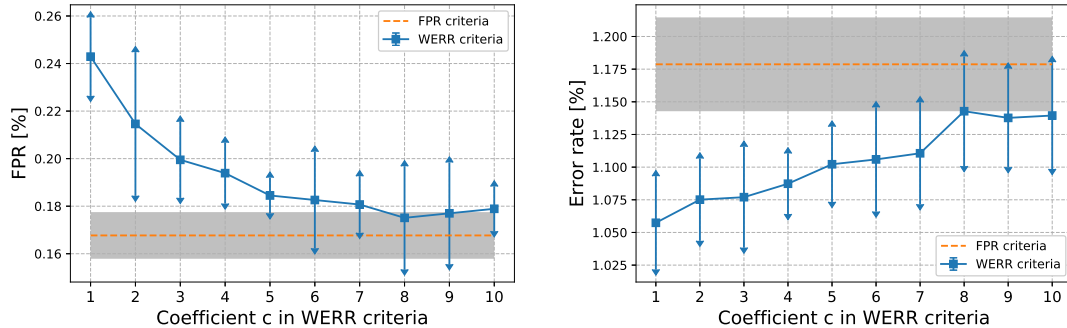 FPR [%]
0.26
0.24
0.22
0.20
0.18
0.16
FPR criteria
WERR criteria
1 2 3 4 5 6 7 8 9 10
Coefficient c in WERR criteria
Error rate [%]
1.200
1.175
1.150
1.125
1.100
1.075
1.050
1.025
FPR criteria
WERR criteria
1 2 3 4 5 6 7 8 9 10
Coefficient c in WERR criteria